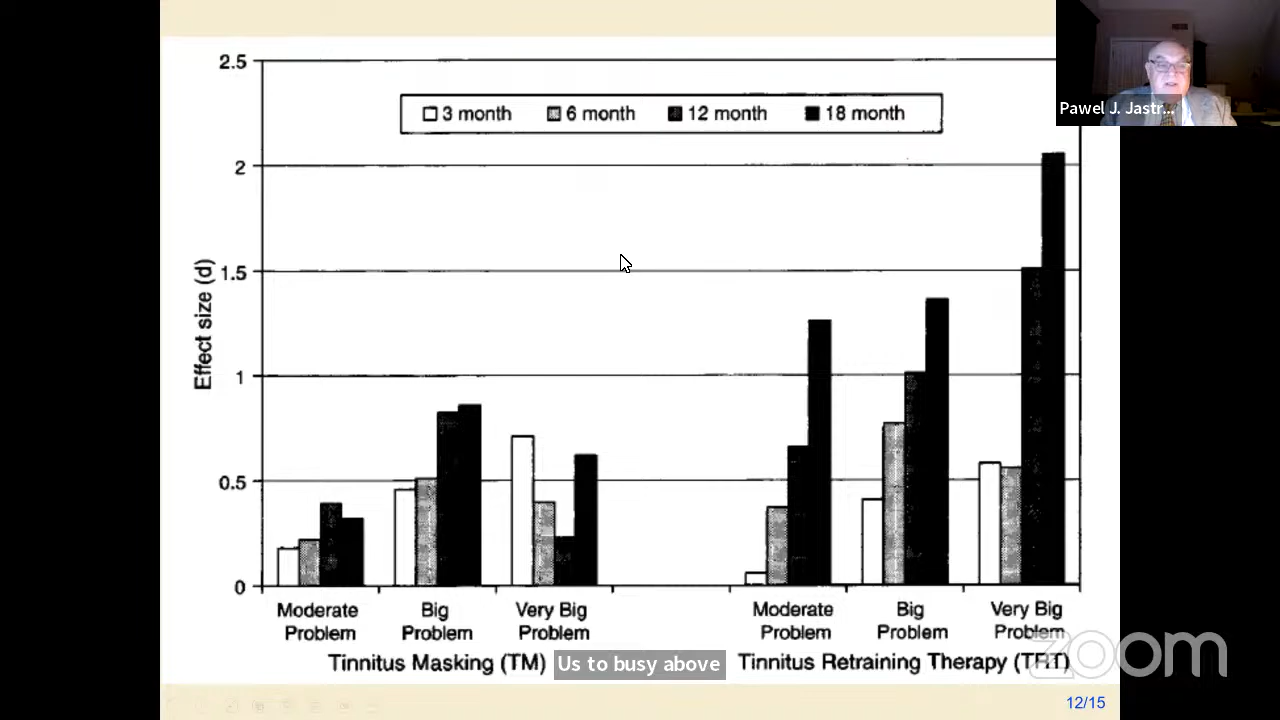 2.5
3 month 6 month 12 month 18 month
Pawel J. Jastr...
2
1.5
1
0.5
0
Effect size (d)
Moderate Problem
Big Problem
Very Big Problem
Moderate Problem
Big Problem
Very Big Problem
Tinnitus Masking (TM)
Tinnitus Retraining Therapy (TRT)
Us to busy above
zoom
12/15